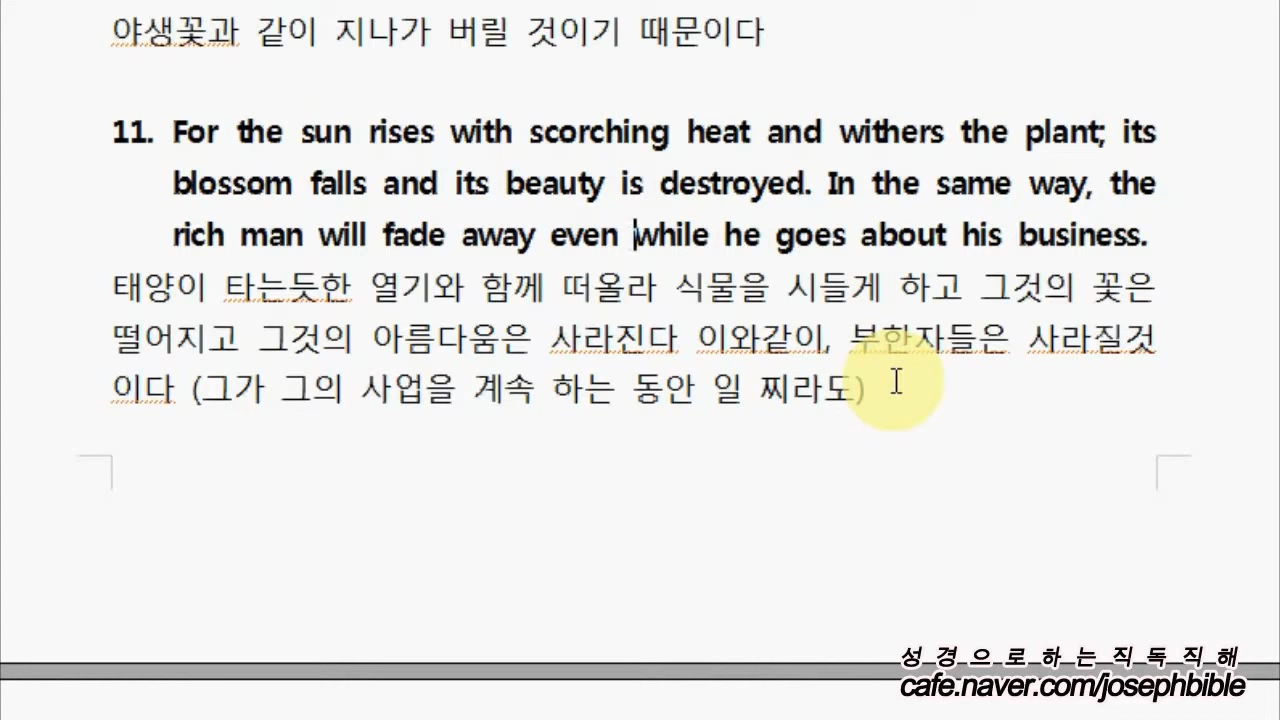 야생꽃과 같이 지나가 버릴 것이기 때문이다
11. For the sun rises with scorching heat and withers the plant; its
blossom falls and its beauty is destroyed. In the same way, the
rich man will fade away even while he goes about his business.
태양이 타는듯한 열기와 함께 떠올라 식물을 시들게 하고 그것의 꽃은
떨어지고 그것의 아름다움은 사라진다 이와같이, 부한자들은 사라질것
이다 (그가 그의 사업을 계속 하는 동안 일 찌라도)
성경으로하는직독직해
cafe.naver.com/josephbible